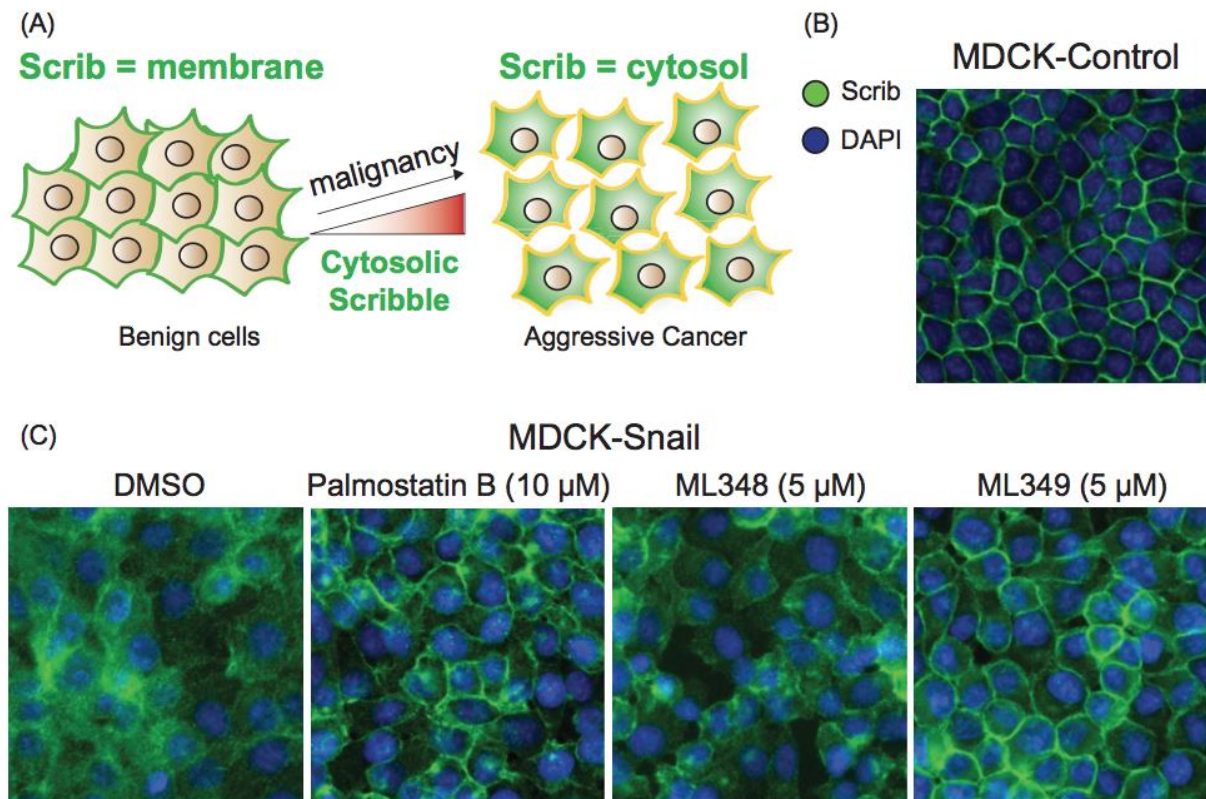 (A)
Scrib = membrane
Scrib = cytosol
malignancy
Cytosolic
Scribble
Benign cells
Aggressive Cancer
(B)
MDCK-Control
Scrib
DAPI
(C)
MDCK-Snail
DMSO
Palmostatin B (10 µM)
ML348 (5 µM)
ML349 (5 µM)